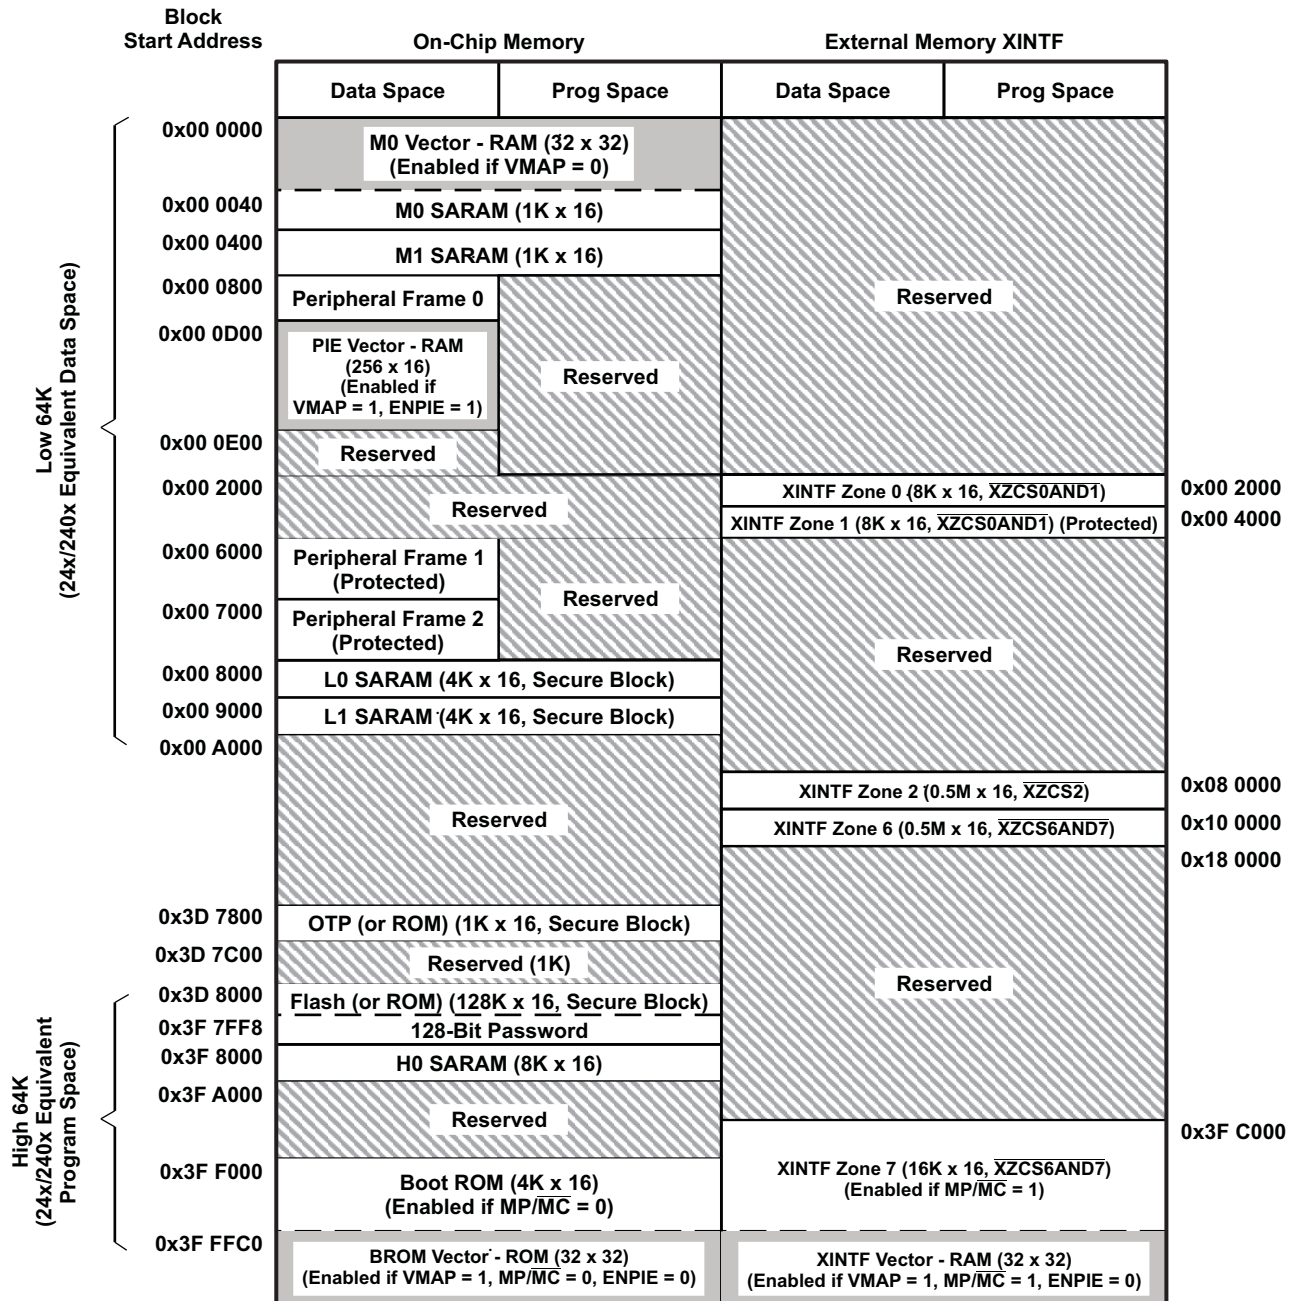 Block
Start Address
On-Chip Memory
External Memory XINTF
Data Space
Prog Space
Data Space
Prog Space
Low 64K
(24x/240x Equivalent Data Space)
0x00 0000
M0 Vector - RAM (32 x 32)
(Enabled if VMAP = 0)
0x00 0040
M0 SARAM (1K x 16)
0x00 0400
M1 SARAM (1K x 16)
0x00 0800
Peripheral Frame 0
Reserved
0x00 0D00
PIE Vector - RAM
(256 x 16)
(Enabled if
VMAP = 1, ENPIE = 1)
Reserved
0x00 0E00
Reserved
0x00 2000
Reserved
XINTF Zone 0 (8K x 16, XZCS0AND1)
0x00 2000
XINTF Zone 1 (8K x 16, XZCS0AND1) (Protected)
0x00 4000
0x00 6000
Peripheral Frame 1
(Protected)
Reserved
0x00 7000
Peripheral Frame 2
(Protected)
Reserved
0x00 8000
L0 SARAM (4K x 16, Secure Block)
0x00 9000
L1 SARAM (4K x 16, Secure Block)
0x00 A000
Reserved
XINTF Zone 2 (0.5M x 16, XZCS2)
0x08 0000
XINTF Zone 6 (0.5M x 16, XZCS6AND7)
0x10 0000
0x18 0000
High 64K
(24x/240x Equivalent
Program Space)
0x3D 7800
OTP (or ROM) (1K x 16, Secure Block)
0x3D 7C00
Reserved (1K)
Reserved
0x3D 8000
Flash (or ROM) (128K x 16, Secure Block)
0x3F 7FF8
128-Bit Password
0x3F 8000
H0 SARAM (8K x 16)
0x3F A000
Reserved
0x3F C000
XINTF Zone 7 (16K x 16, XZCS6AND7)
(Enabled if MP/MC = 1)
0x3F F000
Boot ROM (4K x 16)
(Enabled if MP/MC = 0)
0x3F FFC0
BROM Vector - ROM (32 x 32)
(Enabled if VMAP = 1, MP/MC = 0, ENPIE = 0)
XINTF Vector - RAM (32 x 32)
(Enabled if VMAP = 1, MP/MC = 1, ENPIE = 0)